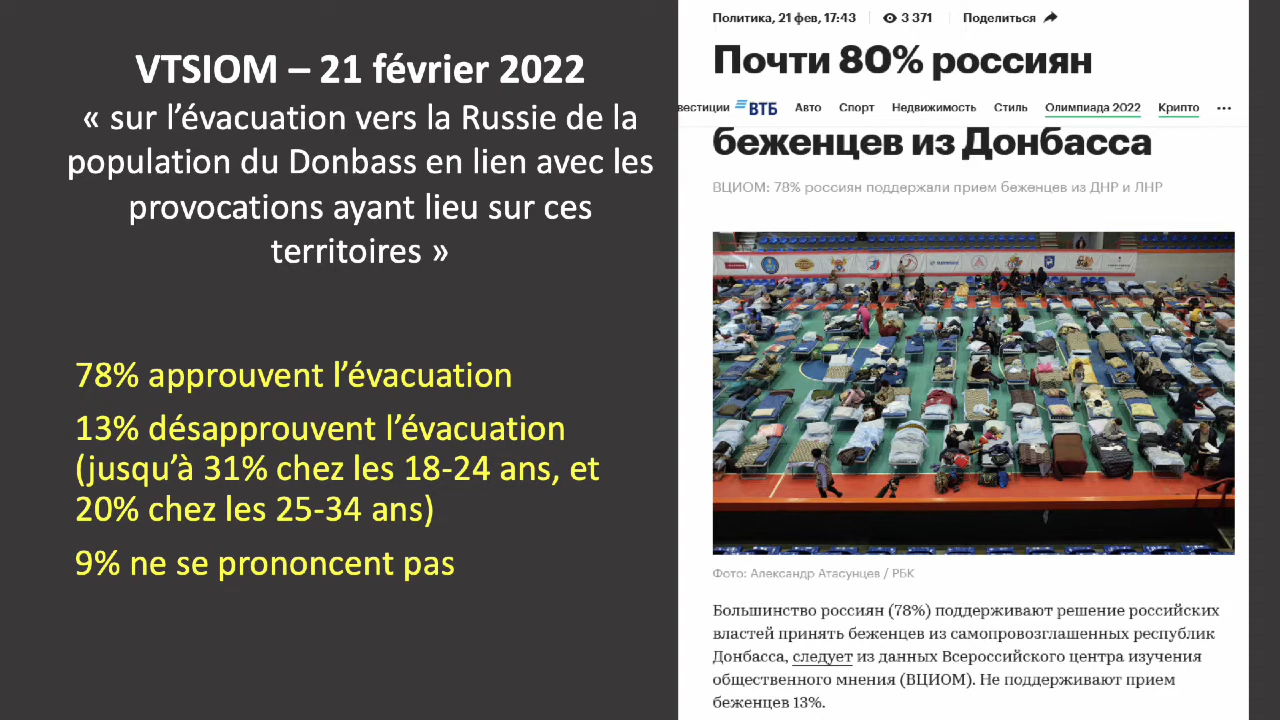 VTSIOM – 21 février 2022
« sur l’évacuation vers la Russie de la
population du Donbass en lien avec les
provocations ayant lieu sur ces
territoires »
78% approuvent l’évacuation
13% désapprouvent l’évacuation
(jusqu’à 31% chez les 18-24 ans, et
20% chez les 25-34 ans)
9% ne se prononcent pas
Политика, 21 фев, 17:43 3 371 Поделиться
Почти 80% россиян
вестиции ВТБ Авто Спорт Недвижимость Стиль Олимпиада 2022 Крипто ...
беженцев из Донбасса
ВЦИОМ: 78% россиян поддержали прием беженцев из ДНР и ЛНР
Фото: Александр Атасунцев / РБК
Большинство россиян (78%) поддерживают решение российских
властей принять беженцев из самопровозглашенных республик
Донбасса, следует из данных Всероссийского центра изучения
общественного мнения (ВЦИОМ). Не поддерживают прием
беженцев 13%.